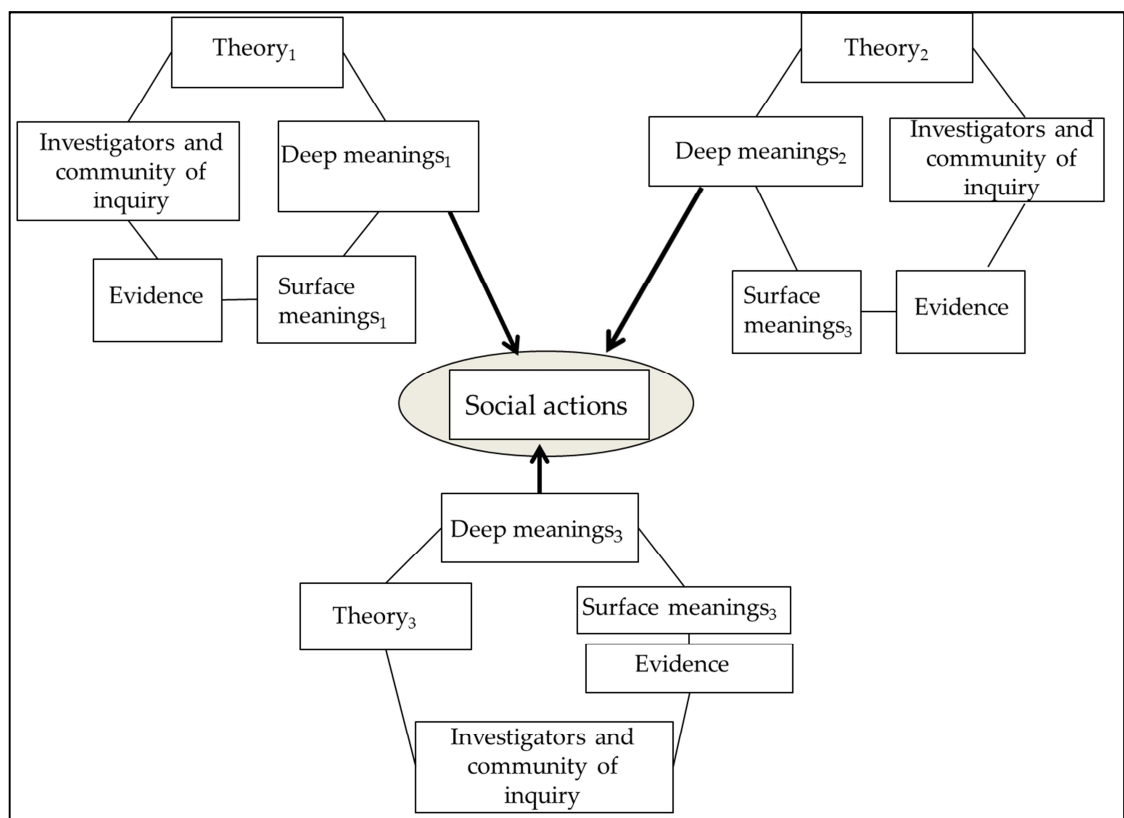 Theory₁
Investigators and
community of
inquiry
Deep meanings₁
Evidence
Surface
meanings₁
Theory₂
Deep meanings₂
Investigators and
community of
inquiry
Surface
meanings₃
Evidence
Social actions
Deep meanings₃
Theory₃
Surface meanings₃
Evidence
Investigators and
community of
inquiry